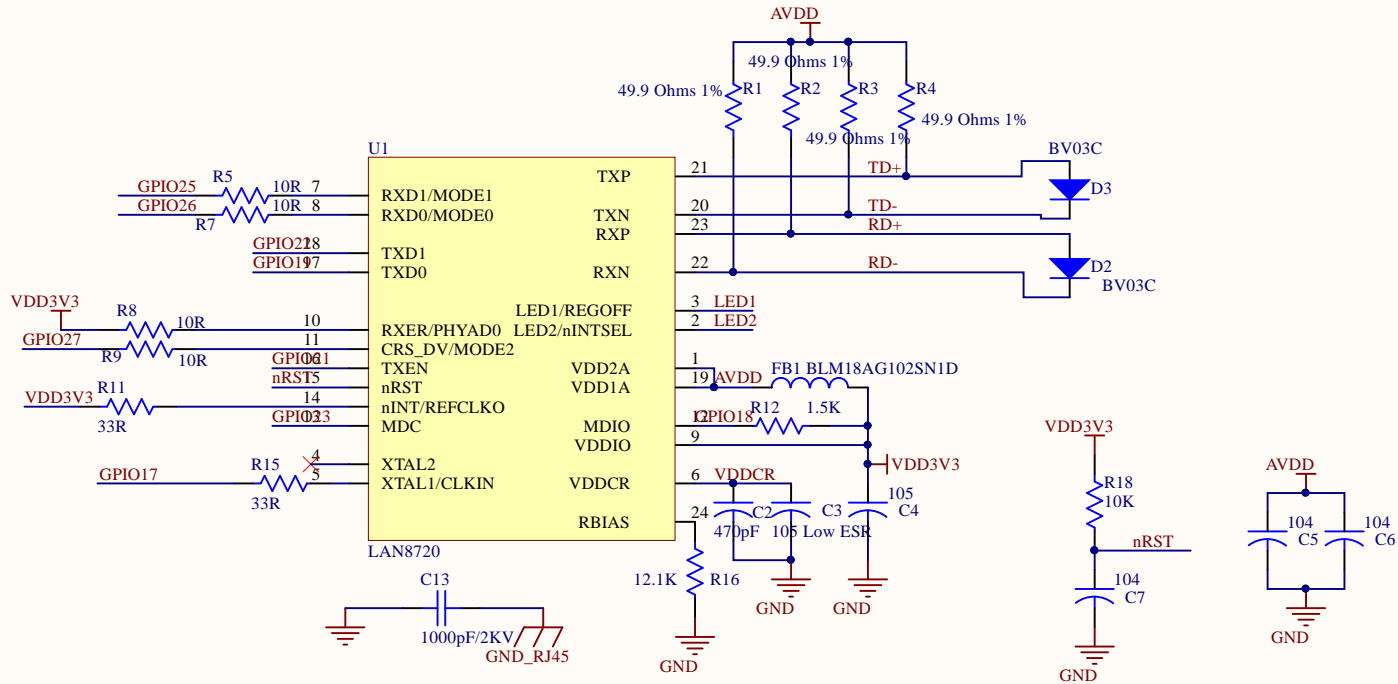 AVDD
49.9 Ohms 1%
49.9 Ohms 1%
R1
R2
R3
R4
49.9 Ohms 1%
49.9 Ohms 1%
U1
BV03C
D3
TXP
21
TD+
GPIO25
R5
10R
7
RXD1/MODE1
GPIO26
R7
10R
8
RXD0/MODE0
TXN
20
TD-
RXP
23
RD+
GPIO22
18
TXD1
GPIO19
17
TXD0
RXN
22
RD-
D2
BV03C
VDD3V3
R8
10R
10
RXER/PHYAD0
LED1/REGOFF
3
LED1
LED2/nINTSEL
2
LED2
GPIO27
R9
10R
11
CRS_DV/MODE2
GPIO21
16
TXEN
VDD2A
1
nRST
15
nRST
VDD1A
19
AVDD
FB1 BLM18AG102SN1D
VDD3V3
R11
33R
14
nINT/REFCLKO
GPIO23
13
MDC
MDIO
12
GPIO18
R12
1.5K
VDDIO
9
VDD3V3
4
XTAL2
GPIO17
R15
33R
5
XTAL1/CLKIN
VDDCR
6
VDDCR
C2
470pF
C3
105 Low ESR
105
C4
RBIAS
24
LAN8720
12.1K
R16
GND
GND
GND
C13
1000pF/2KV
GND_RJ45
VDD3V3
R18
10K
nRST
104
C7
GND
AVDD
104
C5
104
C6
GND